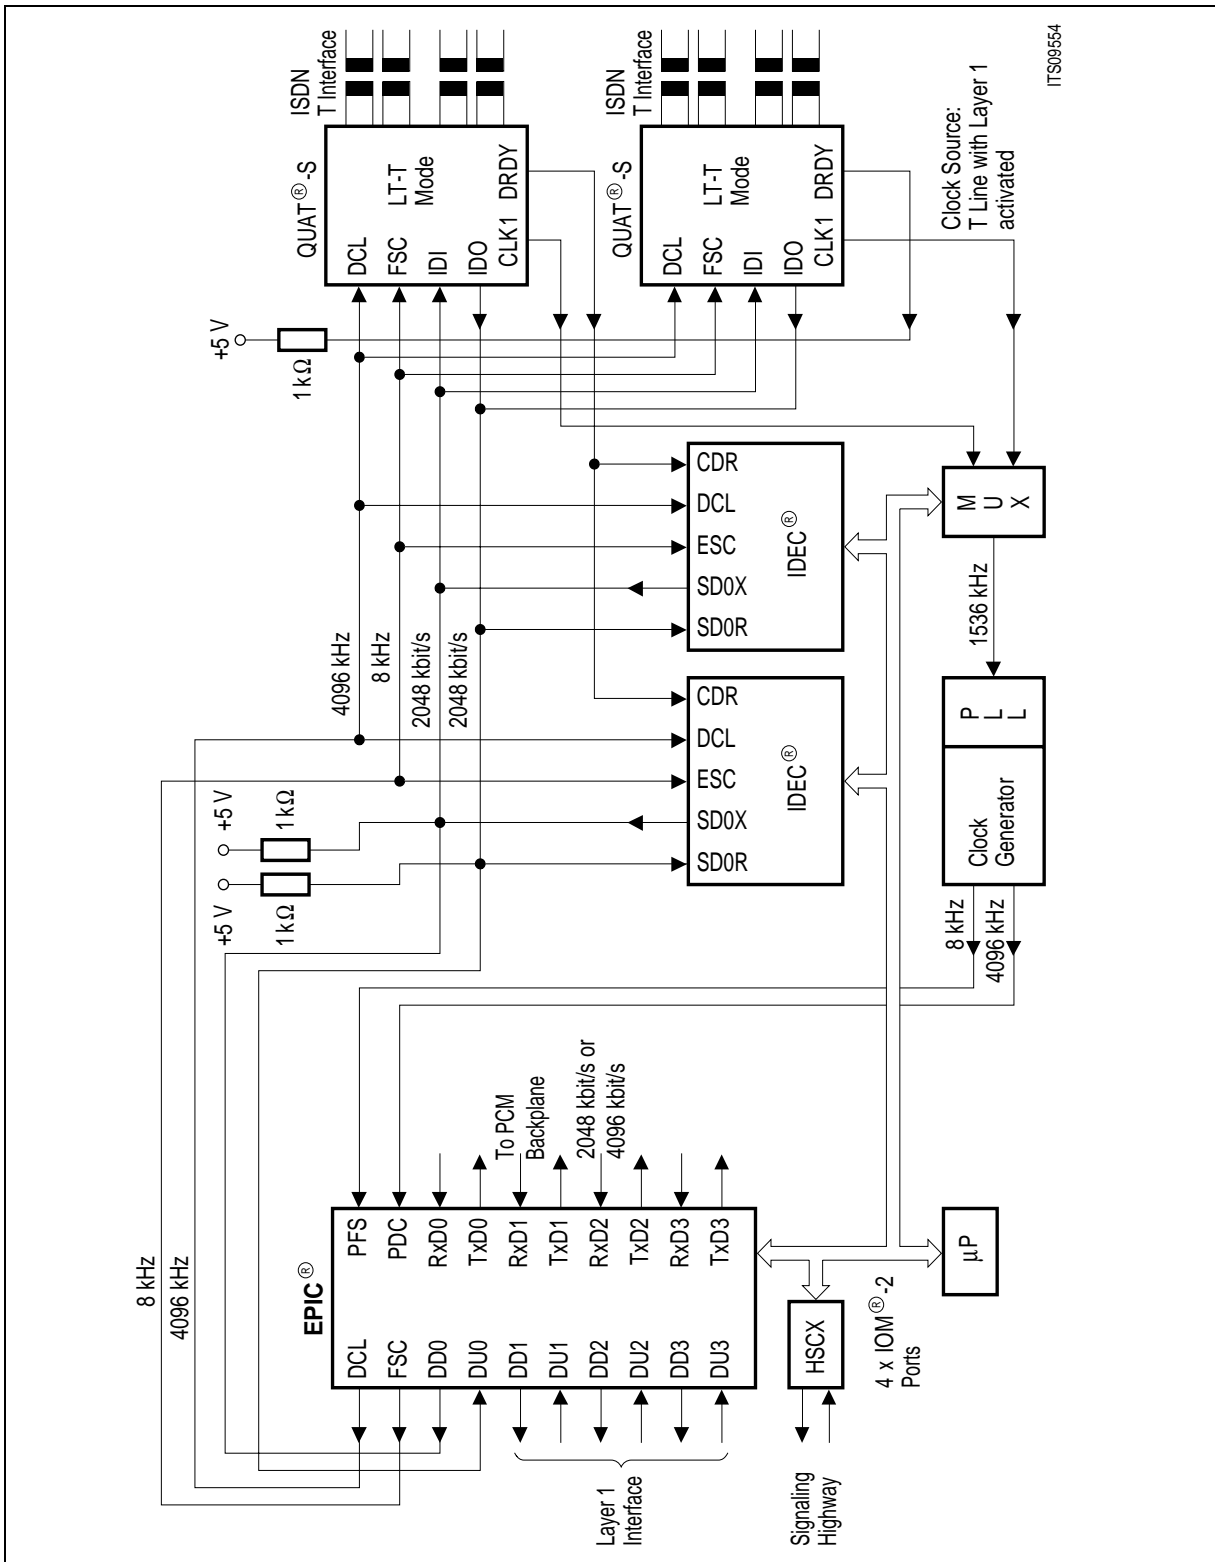 ITS09554
ISDN
T Interface
ISDN
T Interface
QUAT®-S
LT-T
Mode
DCL
FSC
IDI
IDO
CLK1
DRDY
QUAT®-S
LT-T
Mode
DCL
FSC
IDI
IDO
CLK1
DRDY
Clock Source:
T Line with Layer 1
activated
+5 V
1 kΩ
CDR
DCL
ESC
SD0X
SD0R
IDEC®
M
U
X
1536 kHz
4096 kHz
8 kHz
2048 kbit/s
2048 kbit/s
CDR
DCL
ESC
SD0X
SD0R
IDEC®
P
L
L
Clock
Generator
8 kHz
4096 kHz
+5 V
1 kΩ
+5 V
1 kΩ
8 kHz
4096 kHz
EPIC®
PFS
PDC
RxD0
TxD0
RxD1
TxD1
RxD2
TxD2
RxD3
TxD3
To PCM
Backplane
2048 kbit/s or
4096 kbit/s
DCL
FSC
DD0
DU0
DD1
DU1
DD2
DU2
DD3
DU3
Layer 1
Interface
HSCX
4 x IOM®-2
Ports
µP
Signaling
Highway